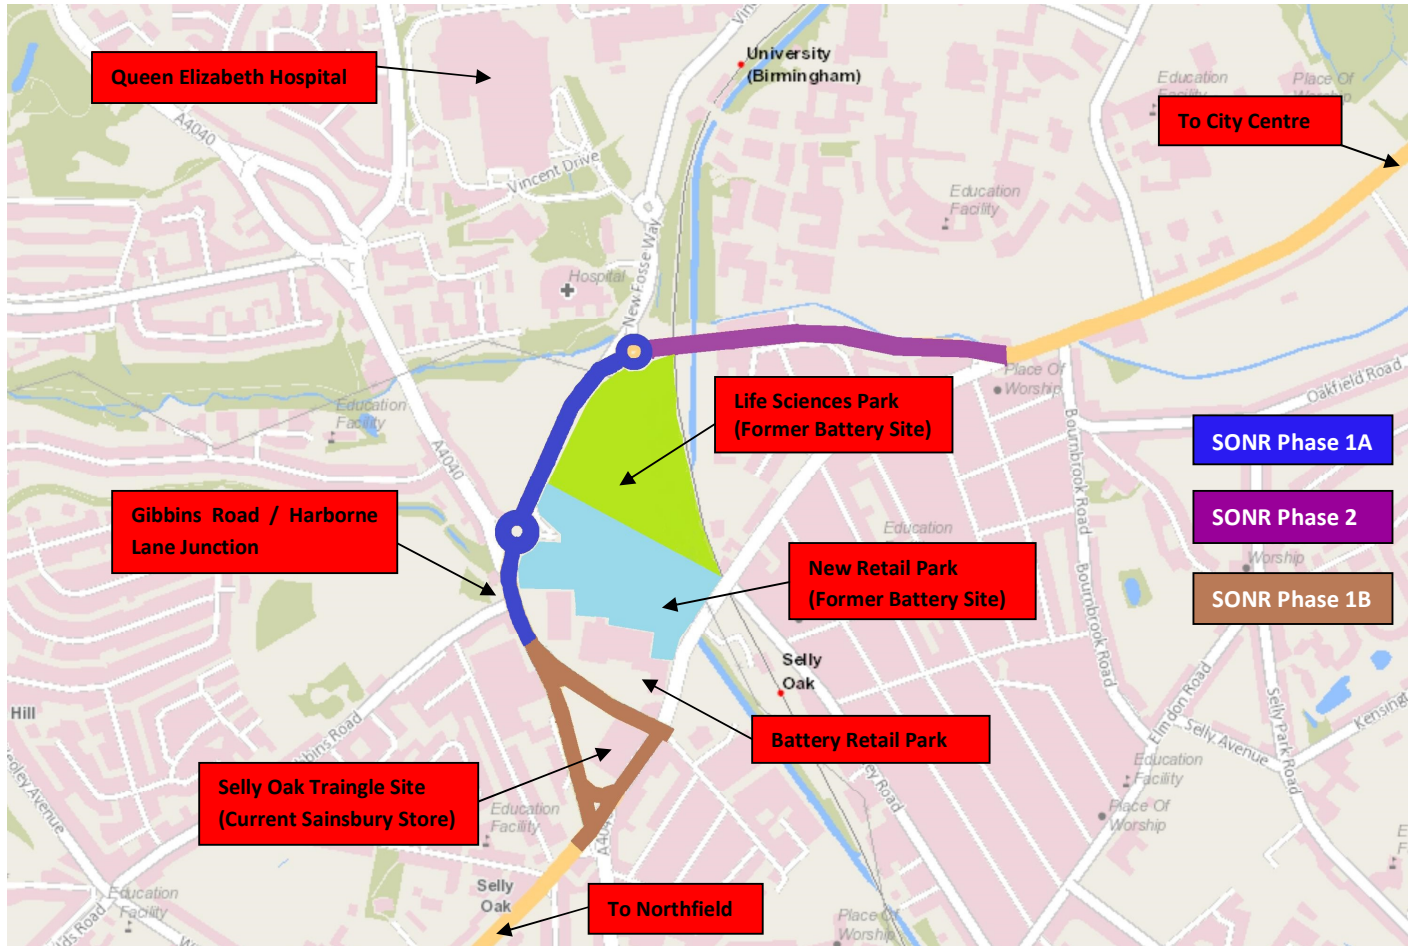 Queen Elizabeth Hospital
University
(Birmingham)
Education
Facility
Place Of
Worship
To City Centre
A4040
Vincent Drive
Education
Facility
New Fosse Way
Hospital
Life Sciences Park
(Former Battery Site)
Place Of
Worship
Oakfield Road
Education
Facility
A4040
SONR Phase 1A
Bournbrook Road
Gibbins Road / Harborne
Lane Junction
SONR Phase 2
Education
New Retail Park
(Former Battery Site)
Worship
SONR Phase 1B
Bournbrook Road
Selly
Oak
Hill
Elmdon Road
Selly Park Road
Selly Avenue
Battery Retail Park
Selly Oak Traingle Site
(Current Sainsbury Store)
Education
Facility
Education
Facility
Place Of
Worship
Selly
Oak
To Northfield
Education
Facility
Place Of
Worship